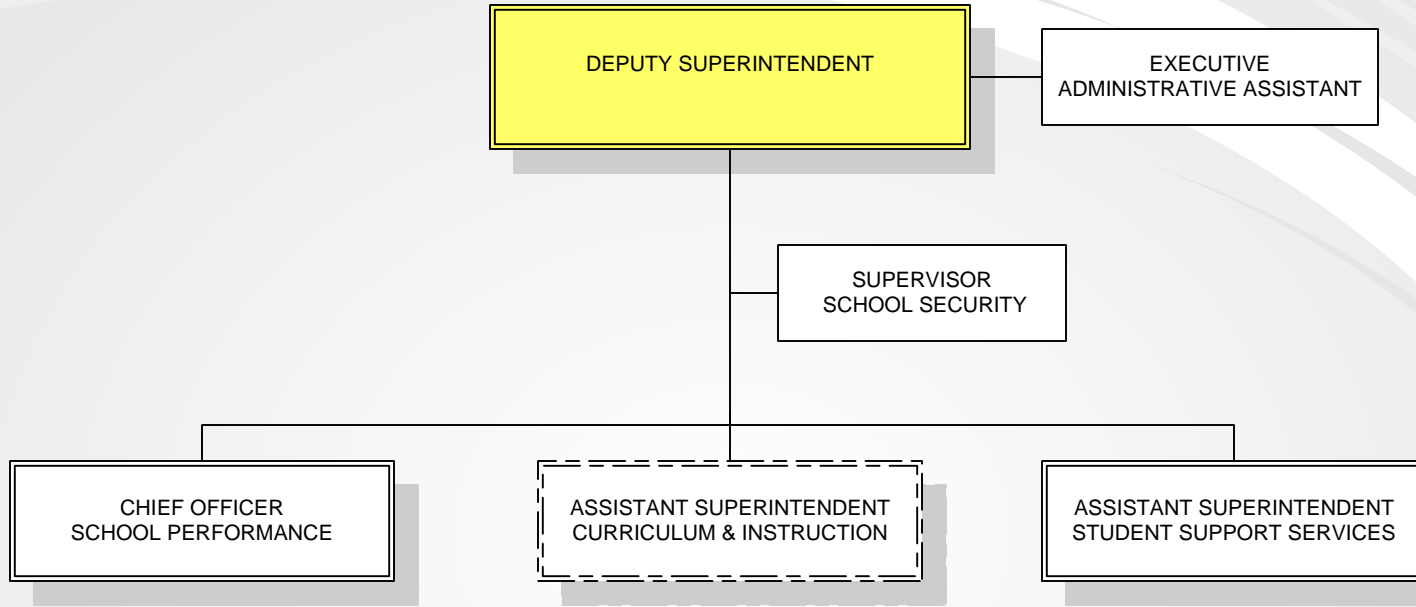 DEPUTY SUPERINTENDENT
EXECUTIVE
ADMINISTRATIVE ASSISTANT
SUPERVISOR
SCHOOL SECURITY
CHIEF OFFICER
SCHOOL PERFORMANCE
ASSISTANT SUPERINTENDENT
CURRICULUM & INSTRUCTION
ASSISTANT SUPERINTENDENT
STUDENT SUPPORT SERVICES